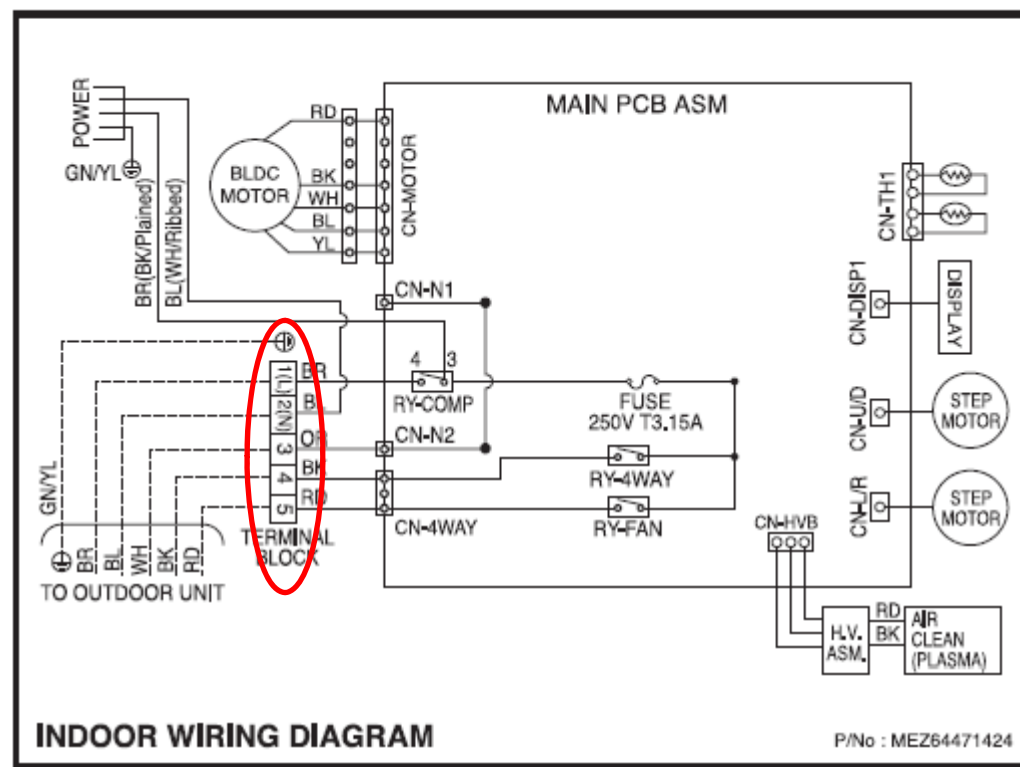 POWER
GN/YL
BR(BK/Plained)
BL(WH/Ribbed)
BLDC
MOTOR
RD
BK
WH
BL
YL
CN-MOTOR
MAIN PCB ASM
CN-TH1
CN-DISP1
DISPLAY
CN-N1
4 3
RY-COMP
FUSE
250V T3.15A
CN-U/D
STEP
MOTOR
1(L) BR
2(N) BL
3 OR
4 BK
5 RD
TERMINAL
BLOCK
CN-N2
RY-4WAY
CN-4WAY
RY-FAN
CN-L/R
STEP
MOTOR
GN/YL
BR
BL
WH
BK
RD
TO OUTDOOR UNIT
CN-HVB
H.V.
ASM.
RD
BK
AIR
CLEAN
(PLASMA)
INDOOR WIRING DIAGRAM
P/No : MEZ64471424